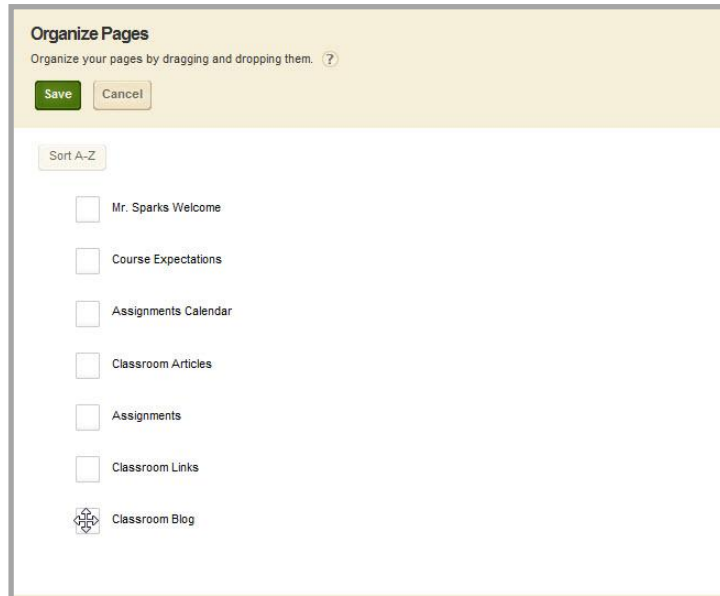 Organize Pages
Organize your pages by dragging and dropping them. ?
Save Cancel
Sort A-Z
Mr. Sparks Welcome
Course Expectations
Assignments Calendar
Classroom Articles
Assignments
Classroom Links
Classroom Blog